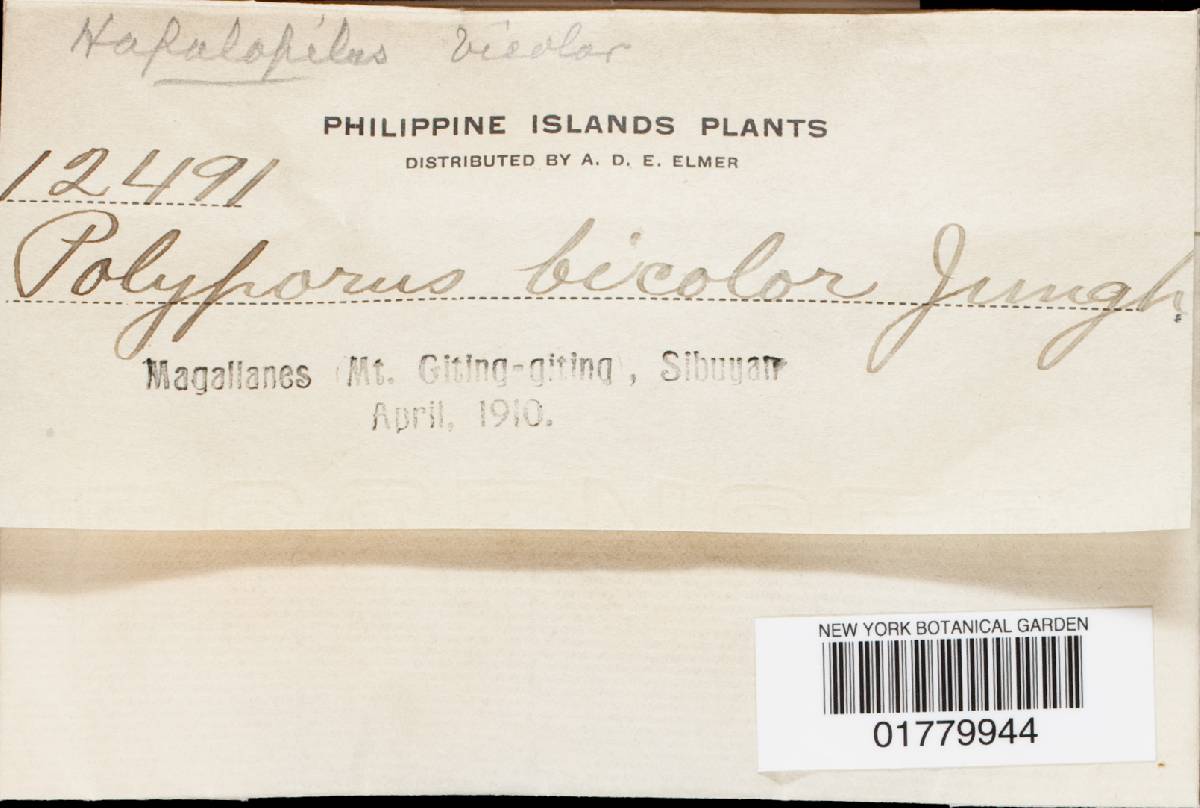 Hapalopilus bicolor
PHILIPPINE ISLANDS PLANTS
DISTRIBUTED BY A. D. E. ELMER
12491
Polyporus bicolor Jungh.
Magallanes (Mt. Giting-giting), Sibuyan
April, 1910.
NEW YORK BOTANICAL GARDEN
01779944